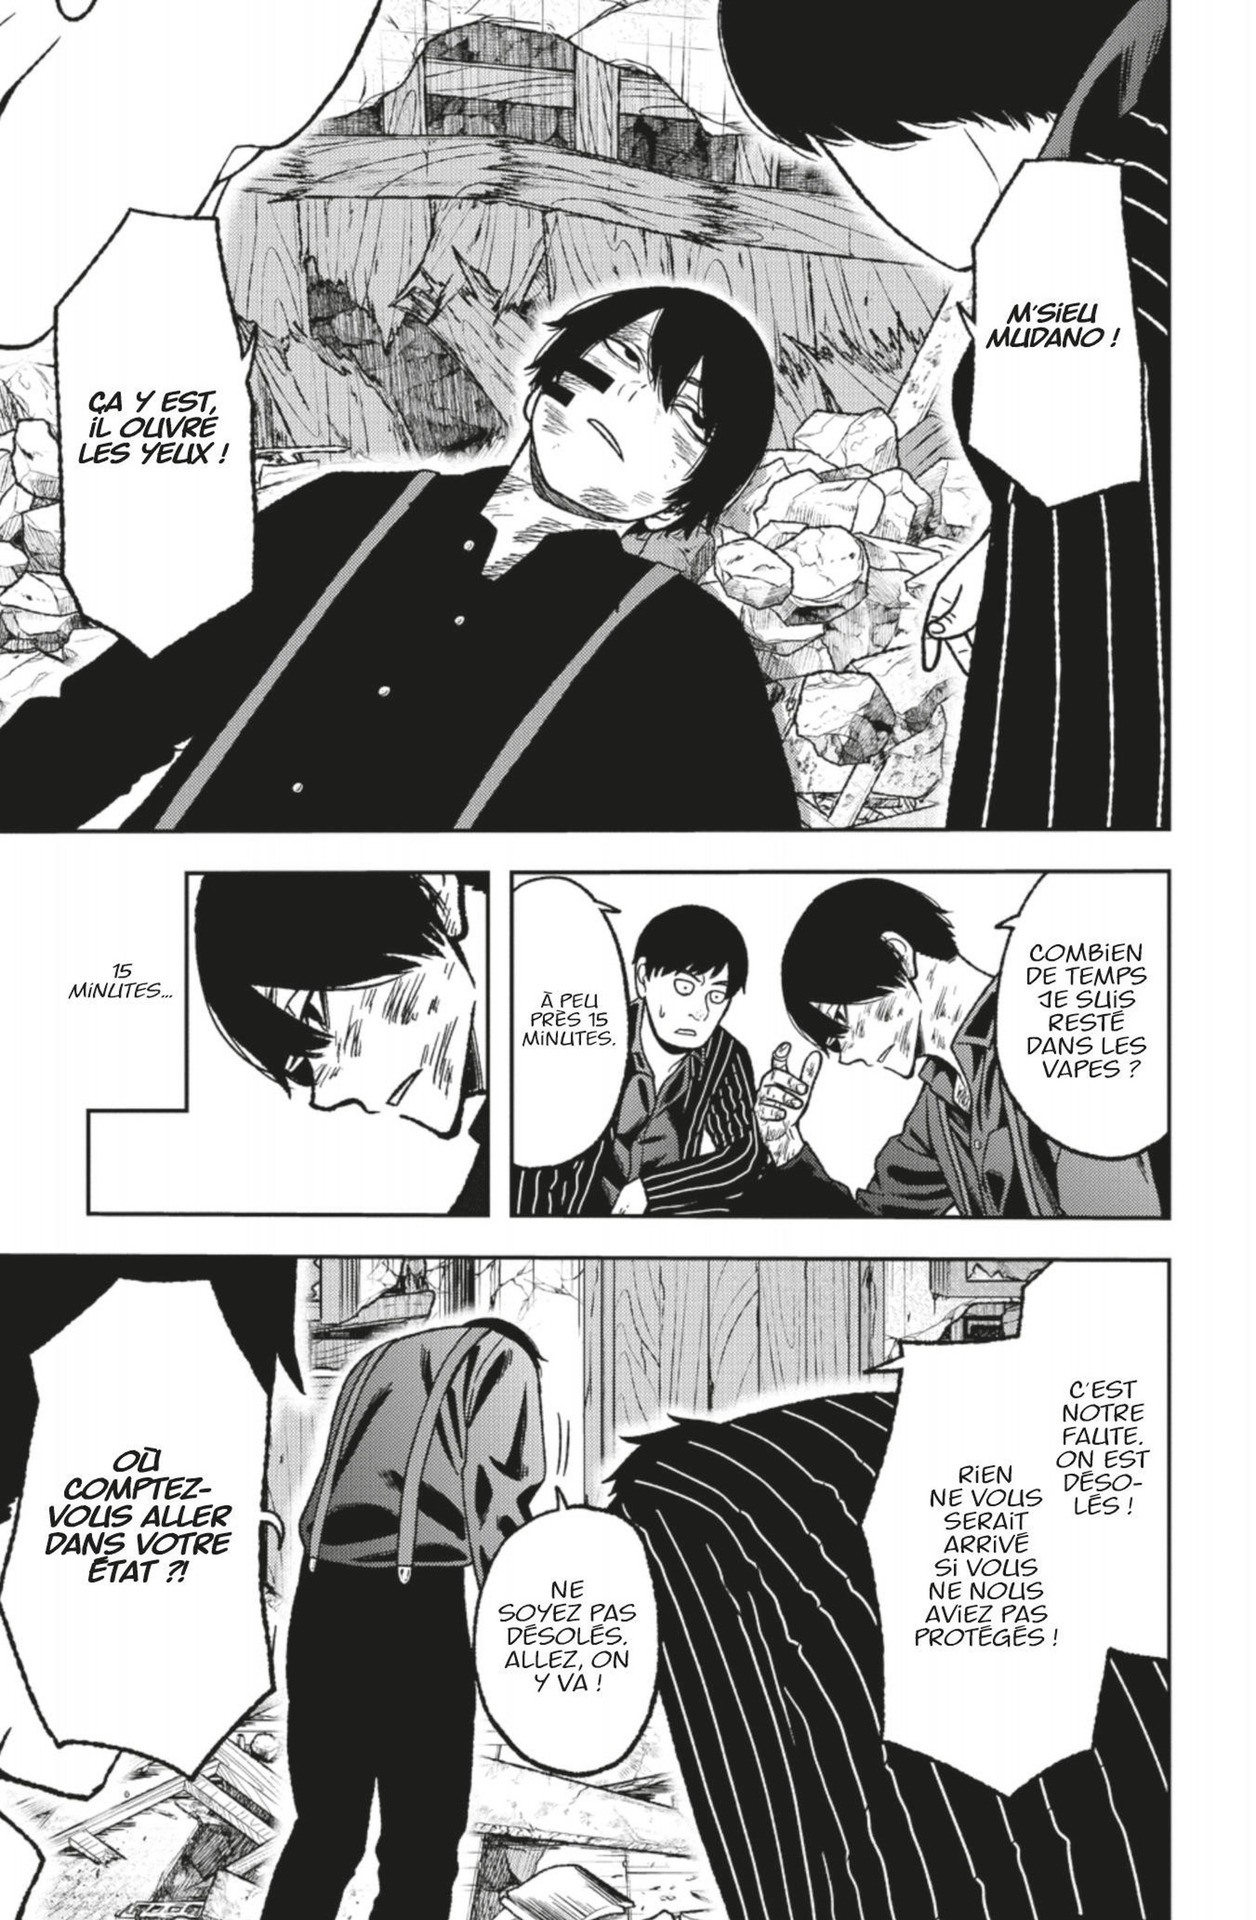 M'SIEU
MUDANO !
ÇA Y EST,
IL OUVRE
LES YEUX !
COMBIEN
DE TEMPS
JE SUIS
RESTÉ
DANS LES
VAPES ?
À PEU
PRÈS 15
MINUTES.
15
MINUTES...
C'EST
NOTRE
FAUTE.
ON EST
DÉSO-
LÉS !
RIEN
NE VOUS
SERAIT
ARRIVÉ
SI VOUS
NE NOUS
AVIEZ PAS
PROTÉGÉS !
NE
SOYEZ PAS
DÉSOLÉS.
ALLEZ, ON
Y VA !
OÙ
COMPTEZ-
VOUS ALLER
DANS VOTRE
ÉTAT ?!